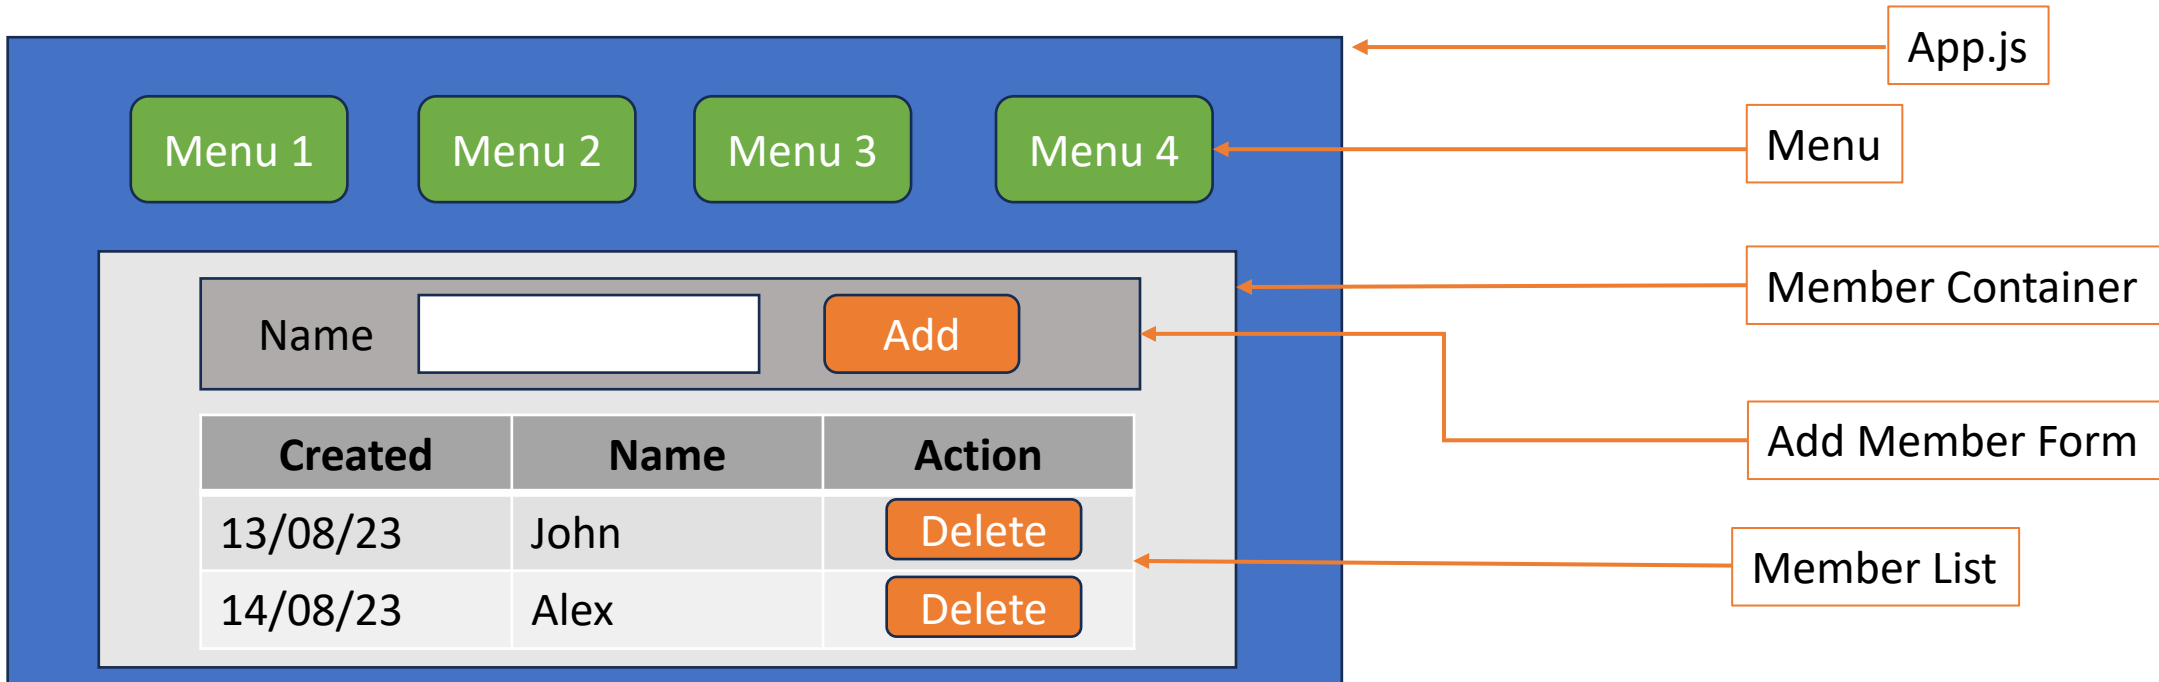 App.js
Menu 1 Menu 2 Menu 3 Menu 4
Menu
Member Container
Name Add
Add Member Form
Created Name Action
13/08/23 John Delete
Member List
14/08/23 Alex Delete